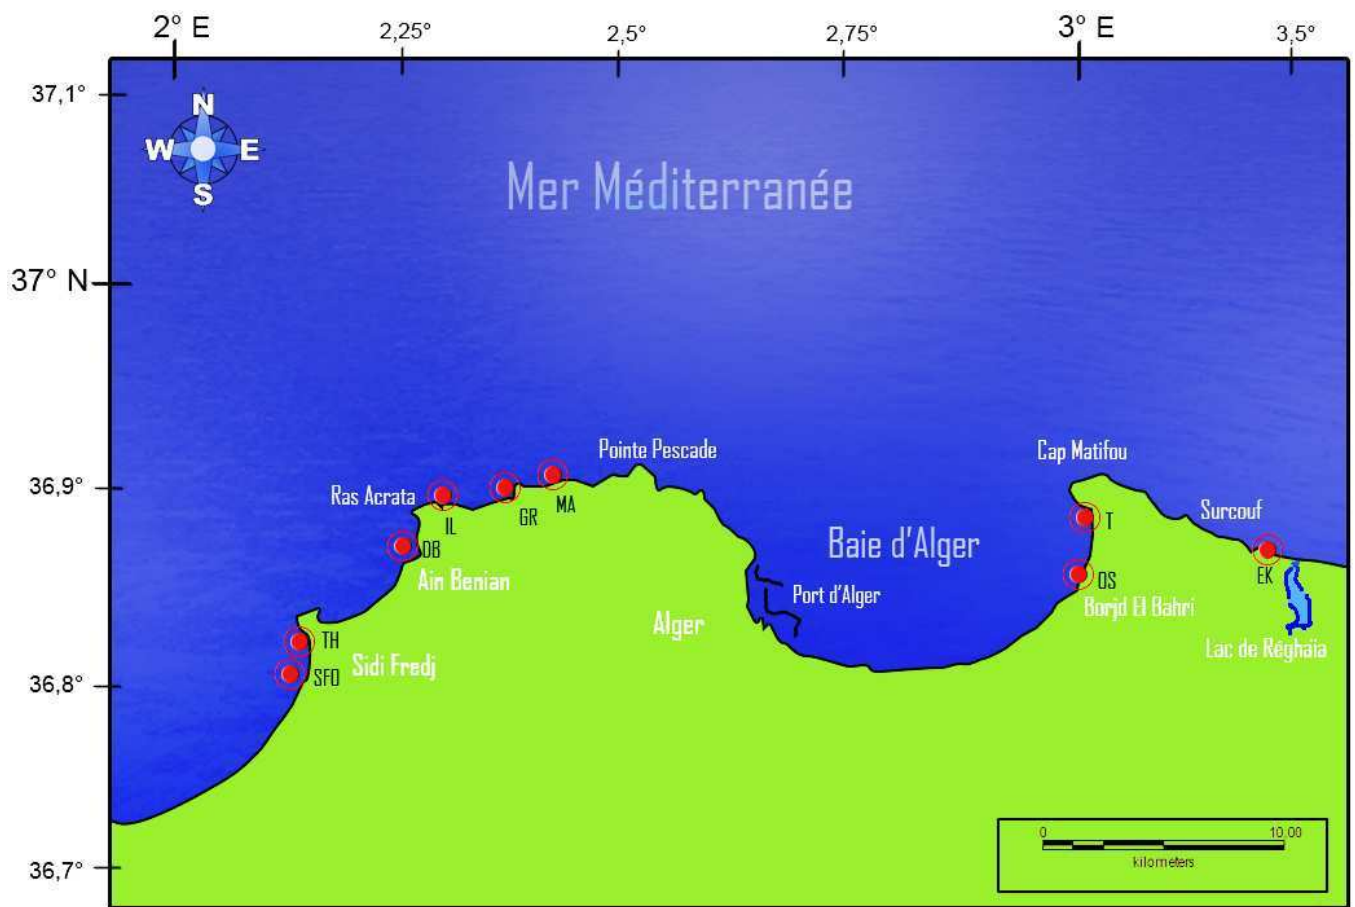 2° E
2,25°
2,5°
2,75°
3° E
3,5°
37,1°
N
W
E
S
Mer Méditerranée
37° N
Pointe Pescade
Cap Matifou
36,9°
Ras Acrata
IL
GR
MA
T
Surcouf
DB
Baie d'Alger
Ain Benian
EK
OS
Port d'Alger
Borjd El Bahri
Alger
TH
Sidi Fredj
Lac de Réghaïa
SFO
36,8°
0
10,00
kilometers
36,7°